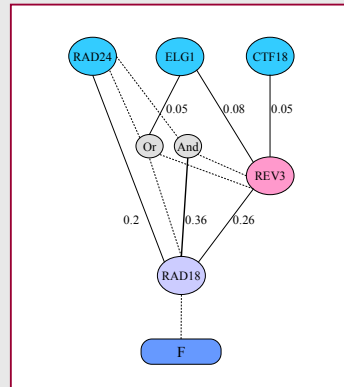 RAD24
ELG1
CTF18
0.05
0.08
0.05
Or
And
REV3
0.2
0.36
0.26
RAD18
F